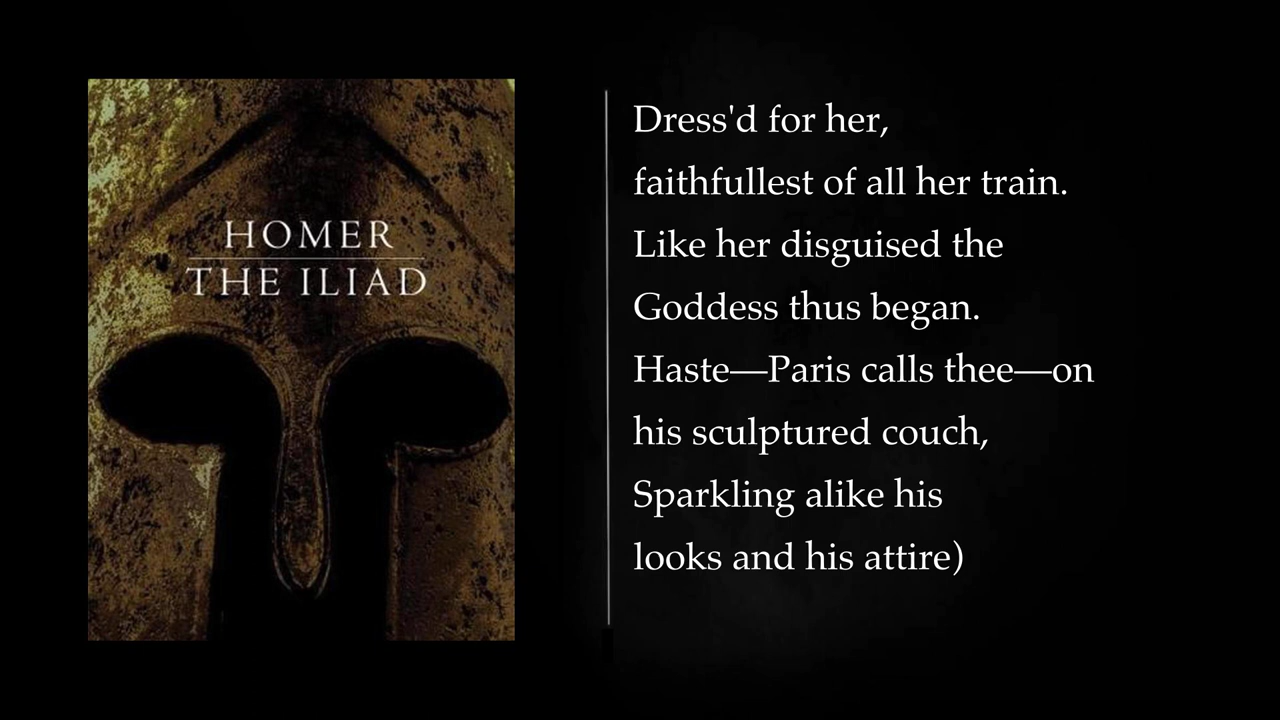 HOMER
THE ILIAD
Dress'd for her,
faithfullest of all her train.
Like her disguised the
Goddess thus began.
Haste—Paris calls thee—on
his sculptured couch,
Sparkling alike his
looks and his attire)